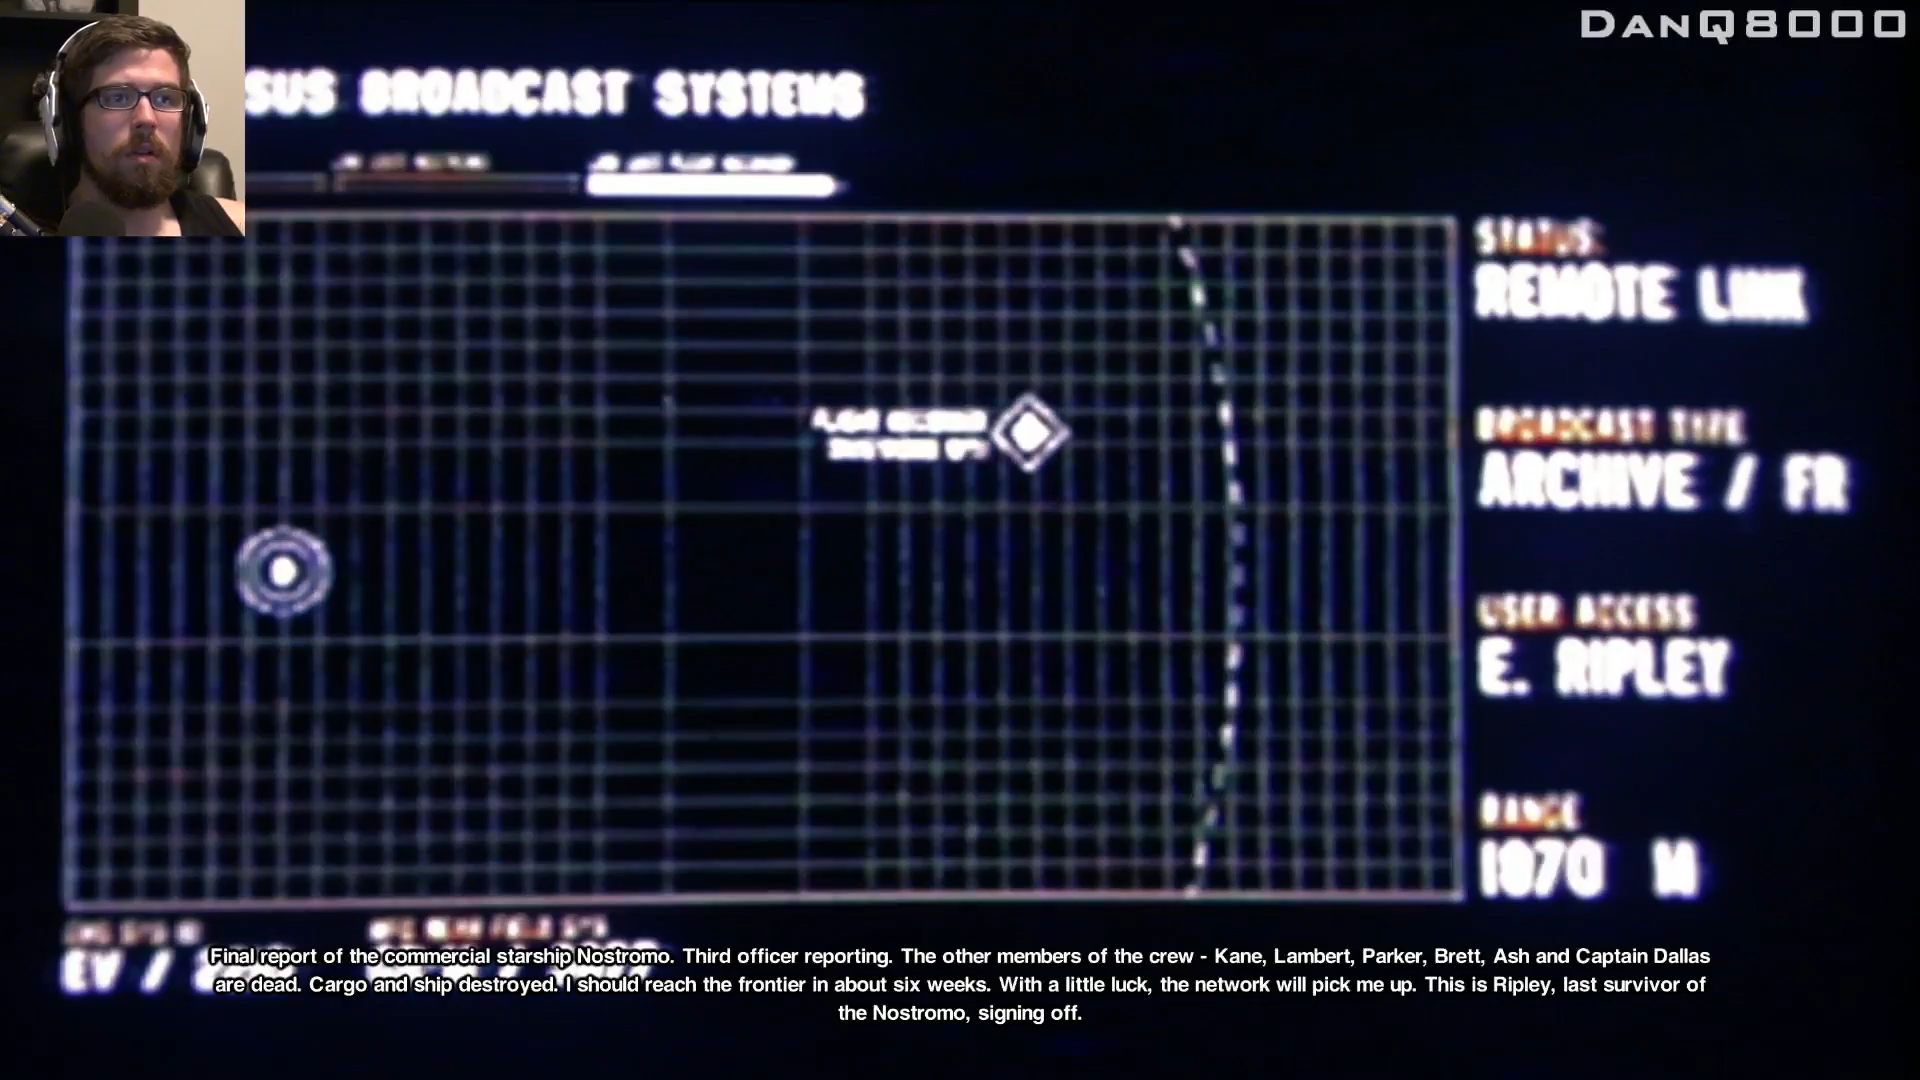 DANQ8000
SUS BROADCAST SYSTEMS
STATUS:
REMOTE LINK
BROADCAST TYPE
ARCHIVE / FR
USER ACCESS
E. RIPLEY
RANGE
1870 M
EV /
Final report of the commercial starship Nostromo. Third officer reporting. The other members of the crew - Kane, Lambert, Parker, Brett, Ash and Captain Dallas
are dead. Cargo and ship destroyed. I should reach the frontier in about six weeks. With a little luck, the network will pick me up. This is Ripley, last survivor of
the Nostromo, signing off.